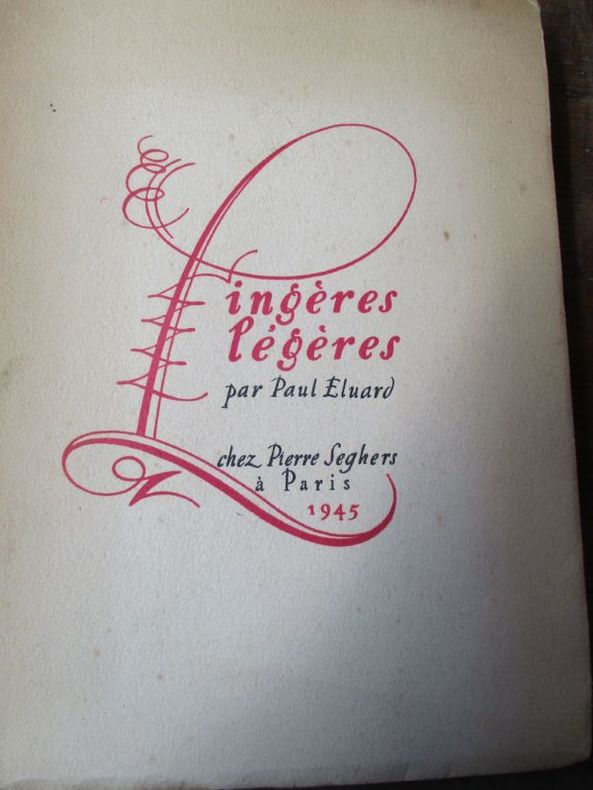 Lingères
légères
par Paul Eluard
chez Pierre Seghers
à Paris
1945